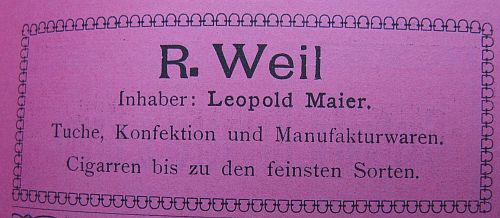 R. Weil
Inhaber: Leopold Maier.
Tuche, Konfektion und Manufakturwaren.
Cigarren bis zu den feinsten Sorten.